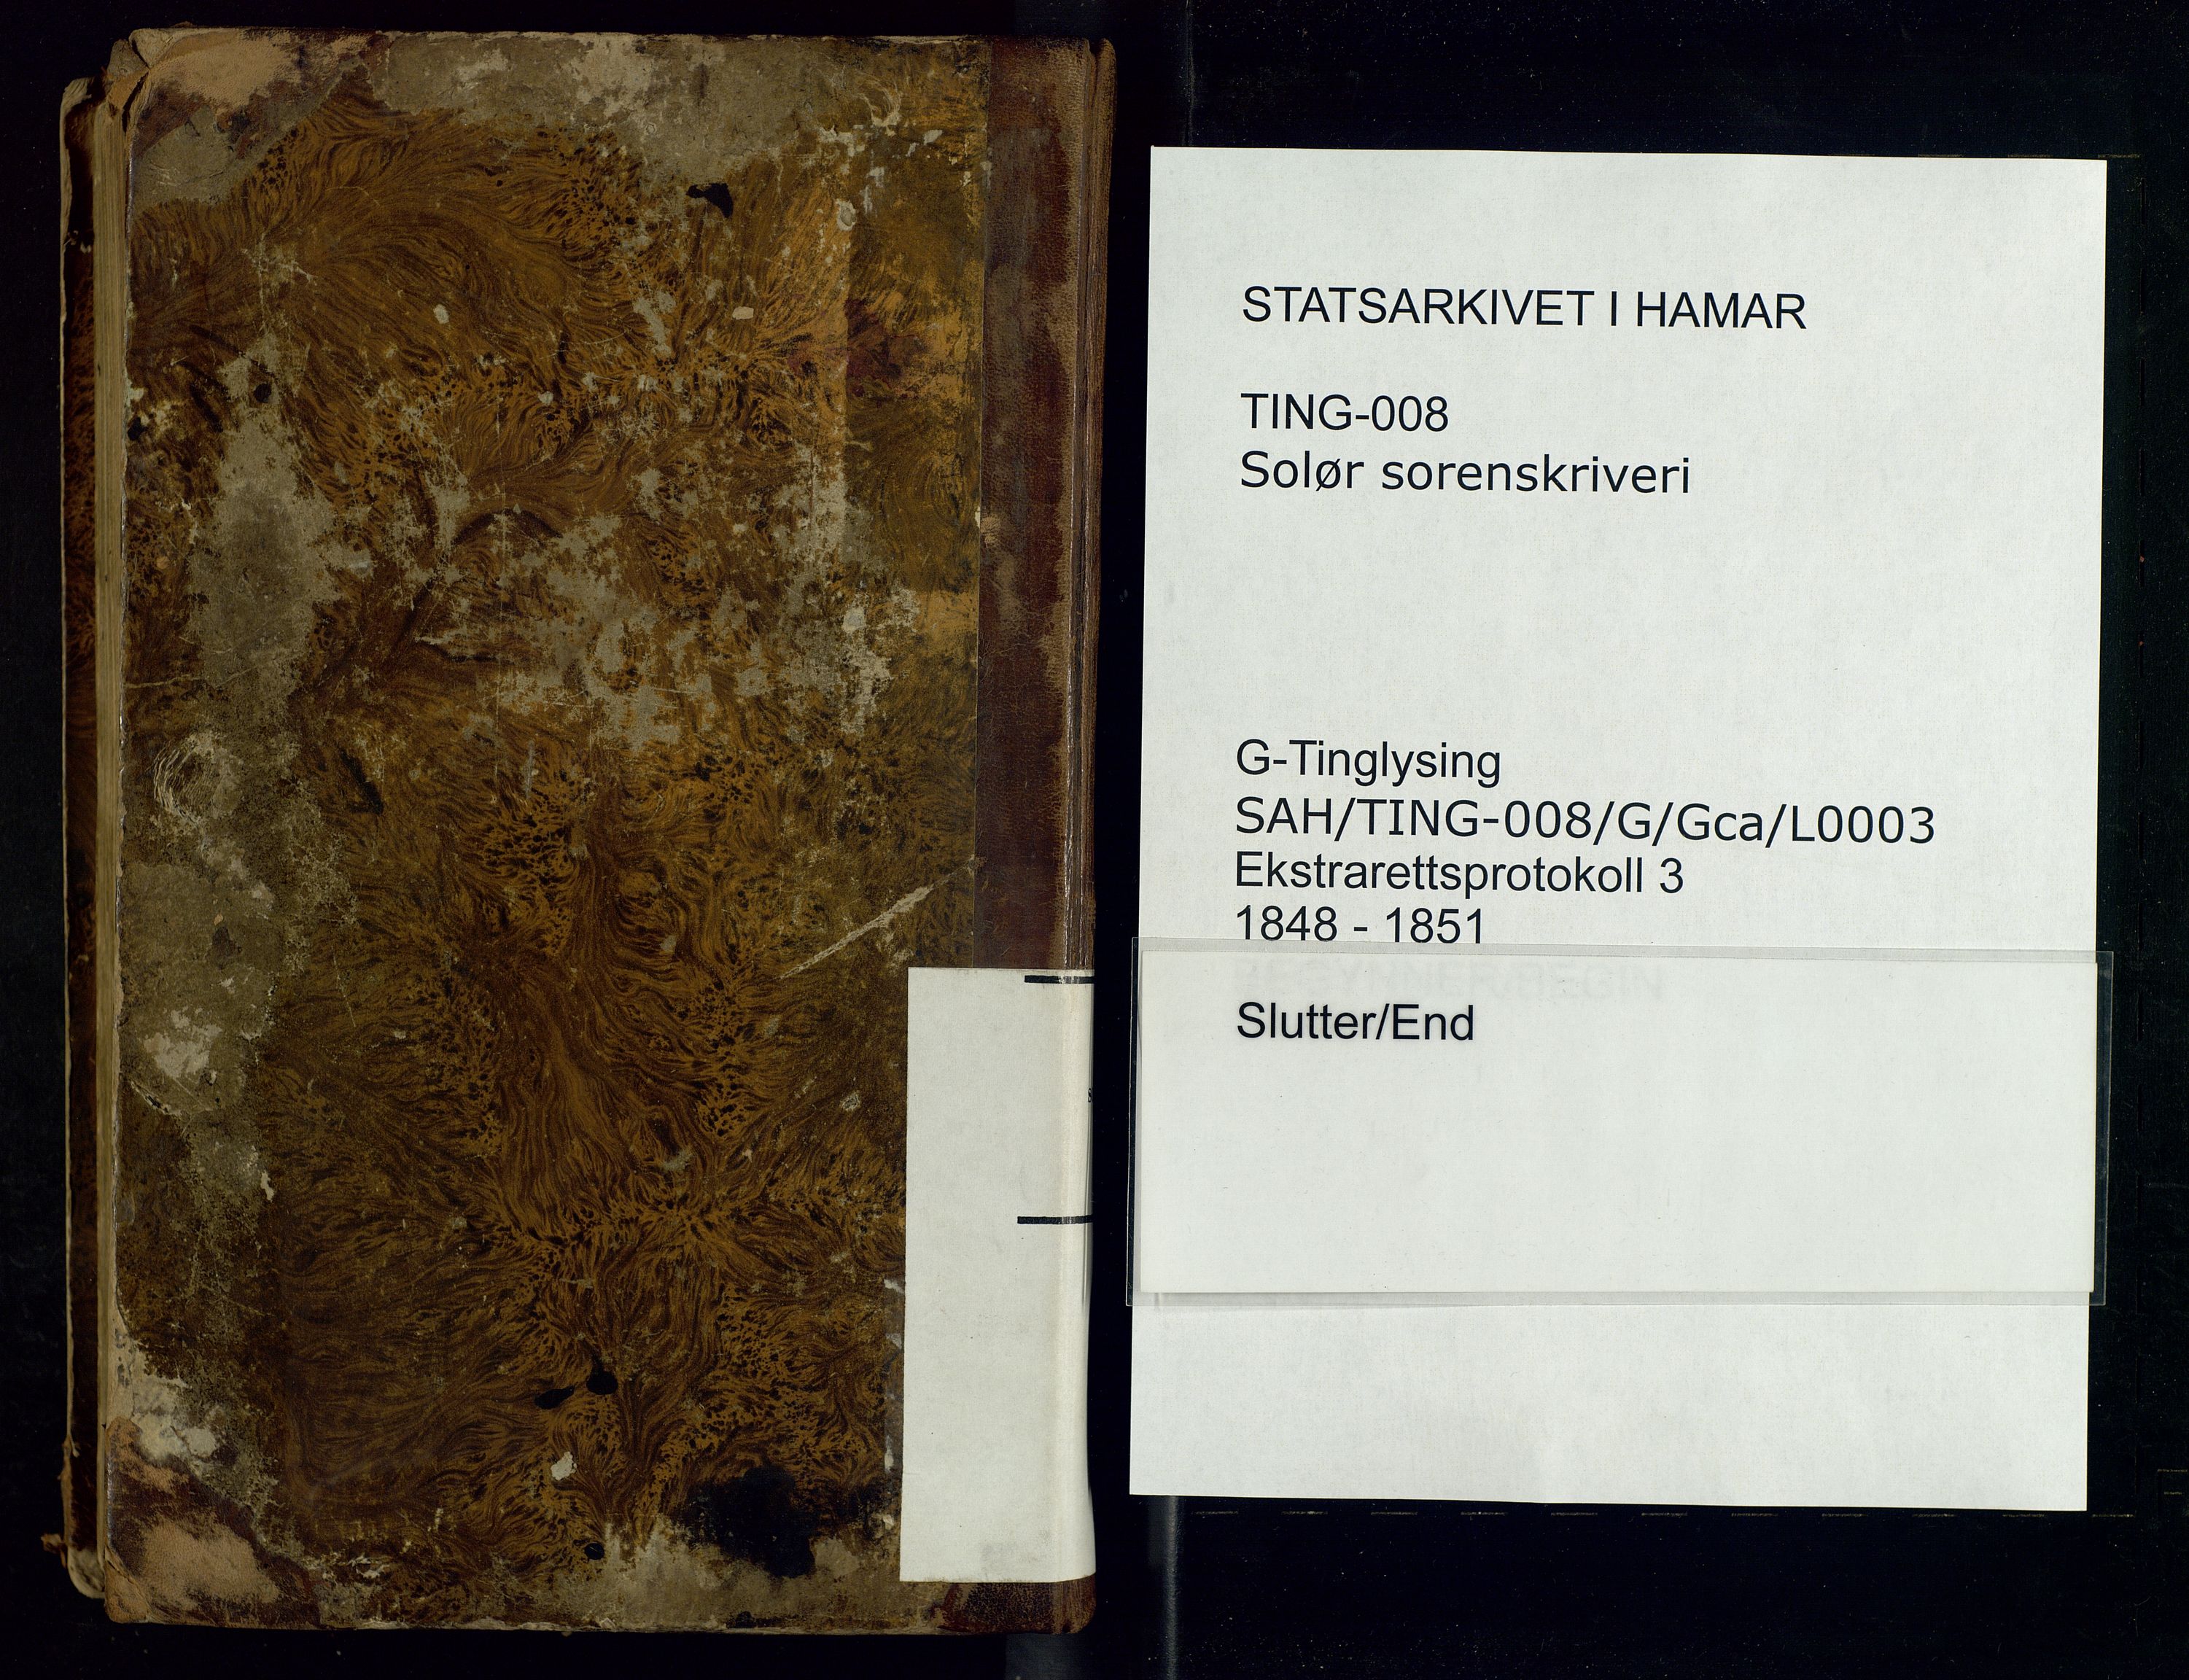 STATSARKIVET I HAMAR
TING-008
Solør sorenskriveri
G-Tinglysing
SAH/TING-008/G/Gca/L0003
Ekstrarettsprotokoll 3
1848 - 1851
Slutter/End